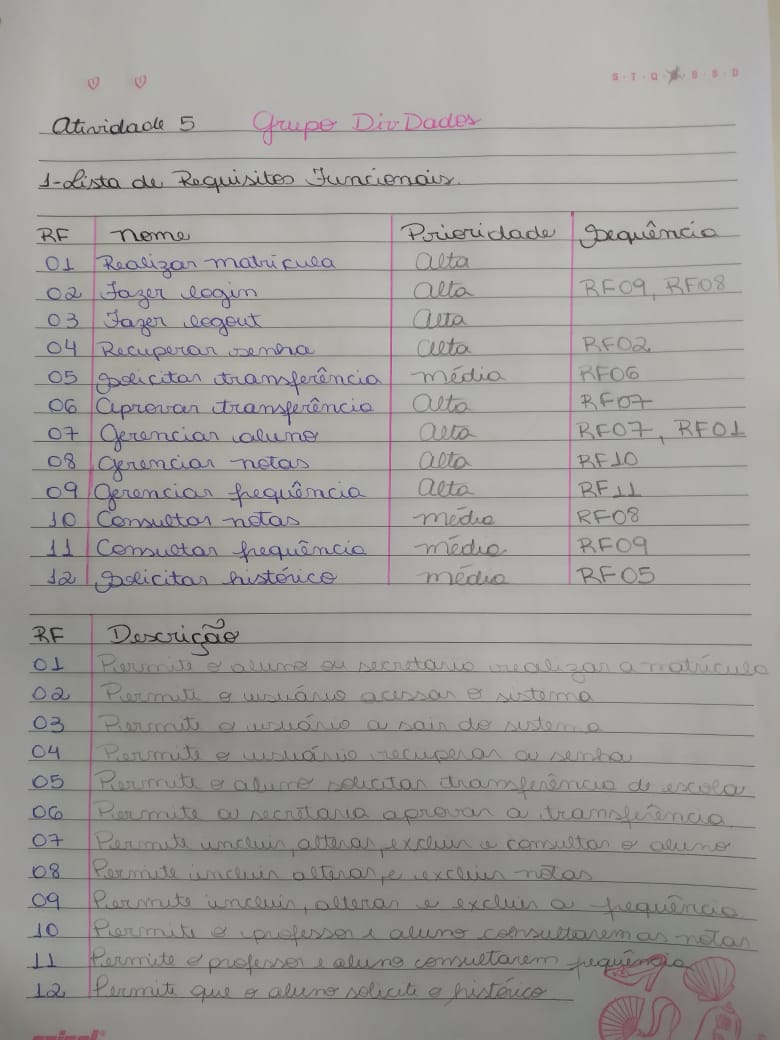 S · T · Q · S · S · D
Atividade 5 Grupo DivDados
1-Lista de Requisitos Funcionais.
RF nome Prioridade Sequência
01 Realizar matrícula alta
02 Fazer login alta RF09, RF08
03 Fazer logout alta
04 Recuperar senha alta RF02
05 Solicitar transferência média RF06
06 Aprovar transferência alta RF07
07 Gerenciar aluno alta RF07, RF01
08 Gerenciar notas alta RF10
09 Gerenciar frequência alta RF11
10 Consultar notas média RF08
11 Consultar frequência média RF09
12 Solicitar histórico média RF05
RF Descrição
01 Permite o aluno ou secretário realizar a matrícula
02 Permite o usuário acessar o sistema
03 Permite o usuário a sair do sistema
04 Permite o usuário recuperar a senha
05 Permite o aluno solicitar transferência de escola
06 Permite a secretaria aprovar a transferência
07 Permite incluir, alterar, excluir e consultar o aluno
08 Permite incluir alterar, e excluir notas
09 Permite incluir, alterar e excluir a frequência
10 Permite o professor e aluno consultarem as notas
11 Permite o professor e aluno consultarem frequência
12 Permite que o aluno solicite o histórico